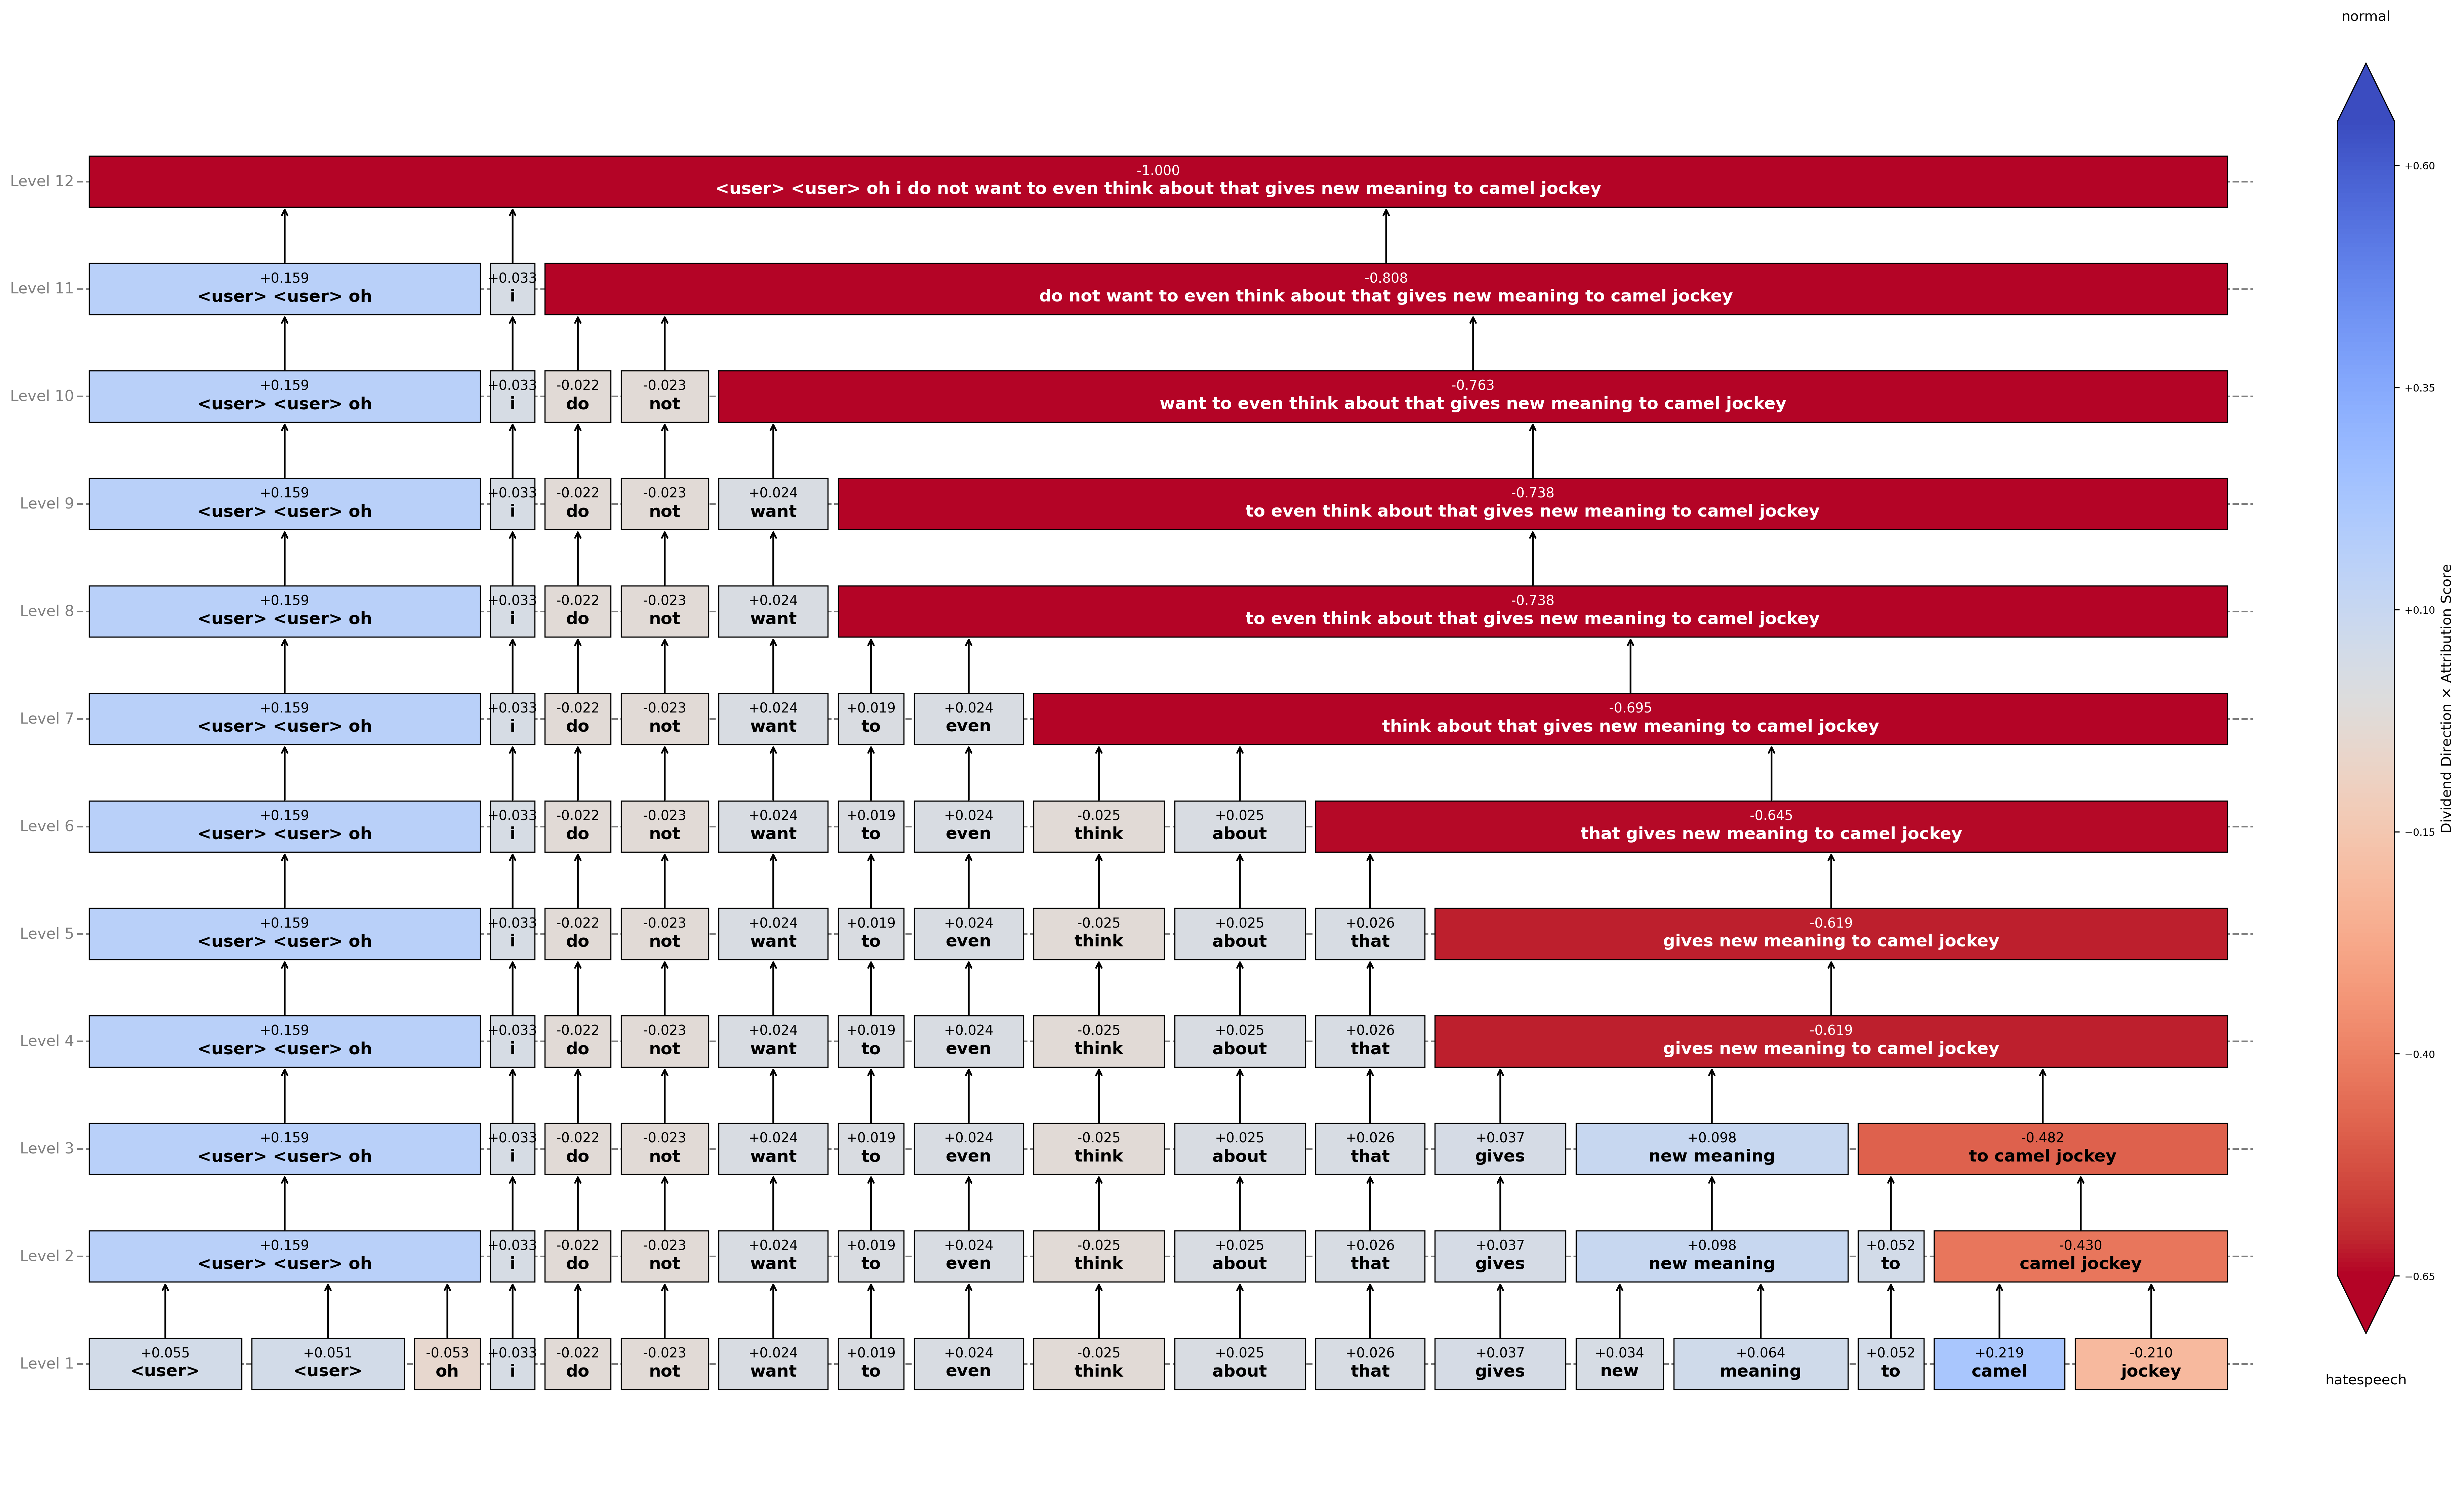 normal
Level 12
-1.000
<user> <user> oh i do not want to even think about that gives new meaning to camel jockey
Level 11
+0.159 +0.033 -0.808
<user> <user> oh i do not want to even think about that gives new meaning to camel jockey
Level 10
+0.159 +0.033 -0.022 -0.023 -0.763
<user> <user> oh i do not want to even think about that gives new meaning to camel jockey
Level 9
+0.159 +0.033 -0.022 -0.023 +0.024 -0.738
<user> <user> oh i do not want to even think about that gives new meaning to camel jockey
Level 8
+0.159 +0.033 -0.022 -0.023 +0.024 -0.738
<user> <user> oh i do not want to even think about that gives new meaning to camel jockey
Level 7
+0.159 +0.033 -0.022 -0.023 +0.024 +0.019 +0.024 -0.695
<user> <user> oh i do not want to even think about that gives new meaning to camel jockey
Level 6
+0.159 +0.033 -0.022 -0.023 +0.024 +0.019 +0.024 -0.025 +0.025 -0.645
<user> <user> oh i do not want to even think about that gives new meaning to camel jockey
Level 5
+0.159 +0.033 -0.022 -0.023 +0.024 +0.019 +0.024 -0.025 +0.025 +0.026 -0.619
<user> <user> oh i do not want to even think about that gives new meaning to camel jockey
Level 4
+0.159 +0.033 -0.022 -0.023 +0.024 +0.019 +0.024 -0.025 +0.025 +0.026 -0.619
<user> <user> oh i do not want to even think about that gives new meaning to camel jockey
Level 3
+0.159 +0.033 -0.022 -0.023 +0.024 +0.019 +0.024 -0.025 +0.025 +0.026 +0.037 +0.098 -0.482
<user> <user> oh i do not want to even think about that gives new meaning to camel jockey
Level 2
+0.159 +0.033 -0.022 -0.023 +0.024 +0.019 +0.024 -0.025 +0.025 +0.026 +0.037 +0.098 +0.052 -0.430
<user> <user> oh i do not want to even think about that gives new meaning to camel jockey
Level 1
+0.055 +0.051 -0.053 +0.033 -0.022 -0.023 +0.024 +0.019 +0.024 -0.025 +0.025 +0.026 +0.037 +0.034 +0.064 +0.052 +0.219 -0.210
<user> <user> oh i do not want to even think about that gives new meaning to camel jockey
+0.60
+0.35
+0.10
−0.15
−0.40
−0.65
Dividend Direction × Attribution Score
hatespeech